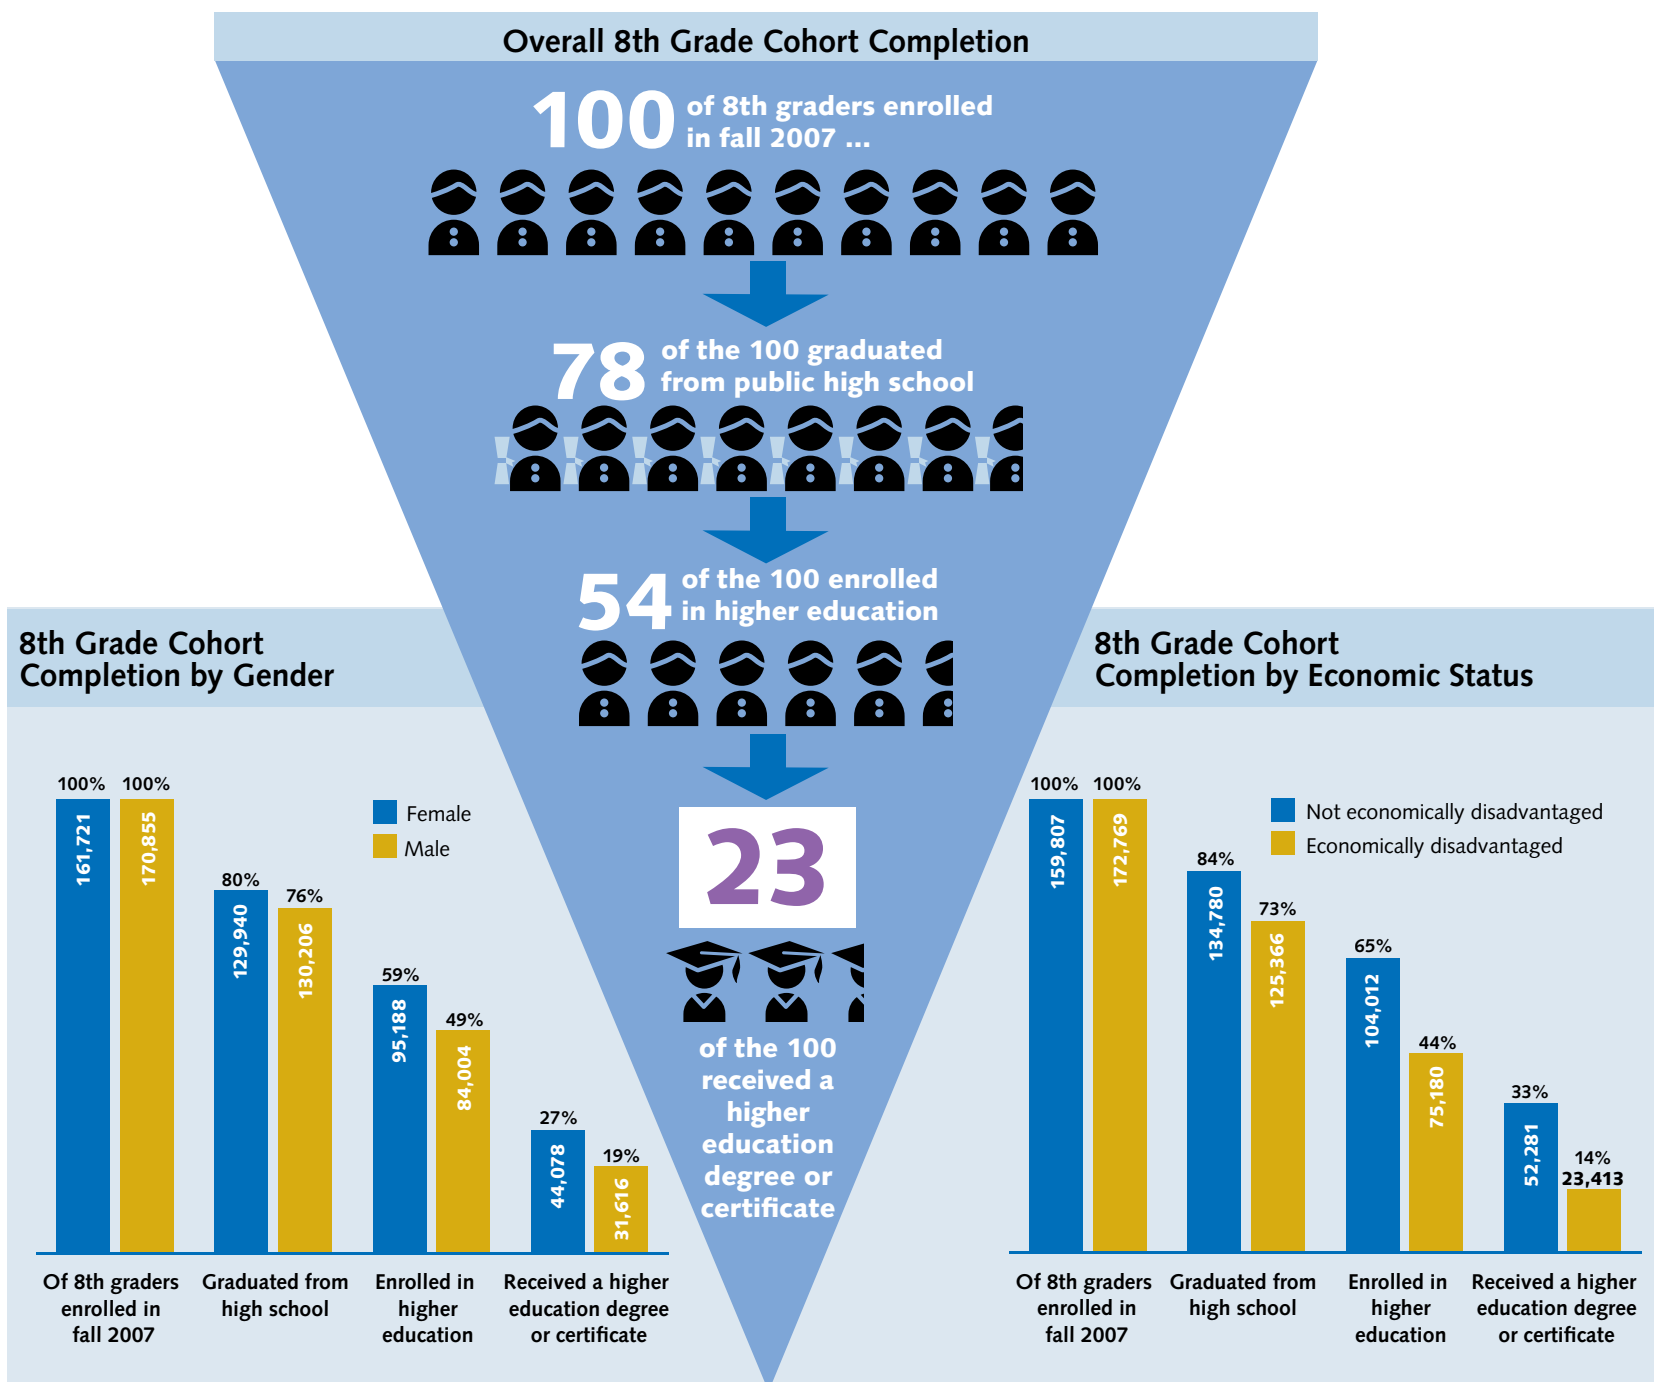 Overall 8th Grade Cohort Completion
100 of 8th graders enrolled
in fall 2007 ...
78 of the 100 graduated
from public high school
54 of the 100 enrolled
in higher education
23
of the 100
received a
higher
education
degree or
certificate
8th Grade Cohort
Completion by Gender
Female
Male
100% 100%
161,721
170,855
80%
129,940
76%
130,206
59%
95,188
49%
84,004
27%
44,078
19%
31,616
Of 8th graders
enrolled in
fall 2007
Graduated from
high school
Enrolled in
higher
education
Received a higher
education degree
or certificate
8th Grade Cohort
Completion by Economic Status
Not economically disadvantaged
Economically disadvantaged
100% 100%
159,807
172,769
84%
134,780
73%
125,366
65%
104,012
44%
75,180
33%
52,281
14%
23,413
Of 8th graders
enrolled in
fall 2007
Graduated from
high school
Enrolled in
higher
education
Received a higher
education degree
or certificate